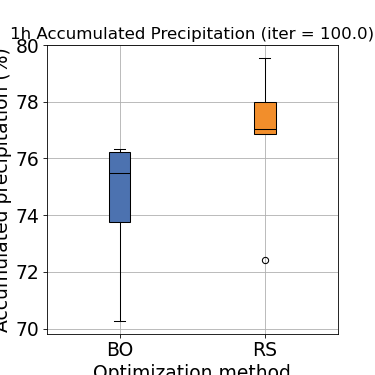 1h Accumulated Precipitation (iter = 100.0)
Accumulated precipitation (%)
80
78
76
74
72
70
BO RS
Optimization method